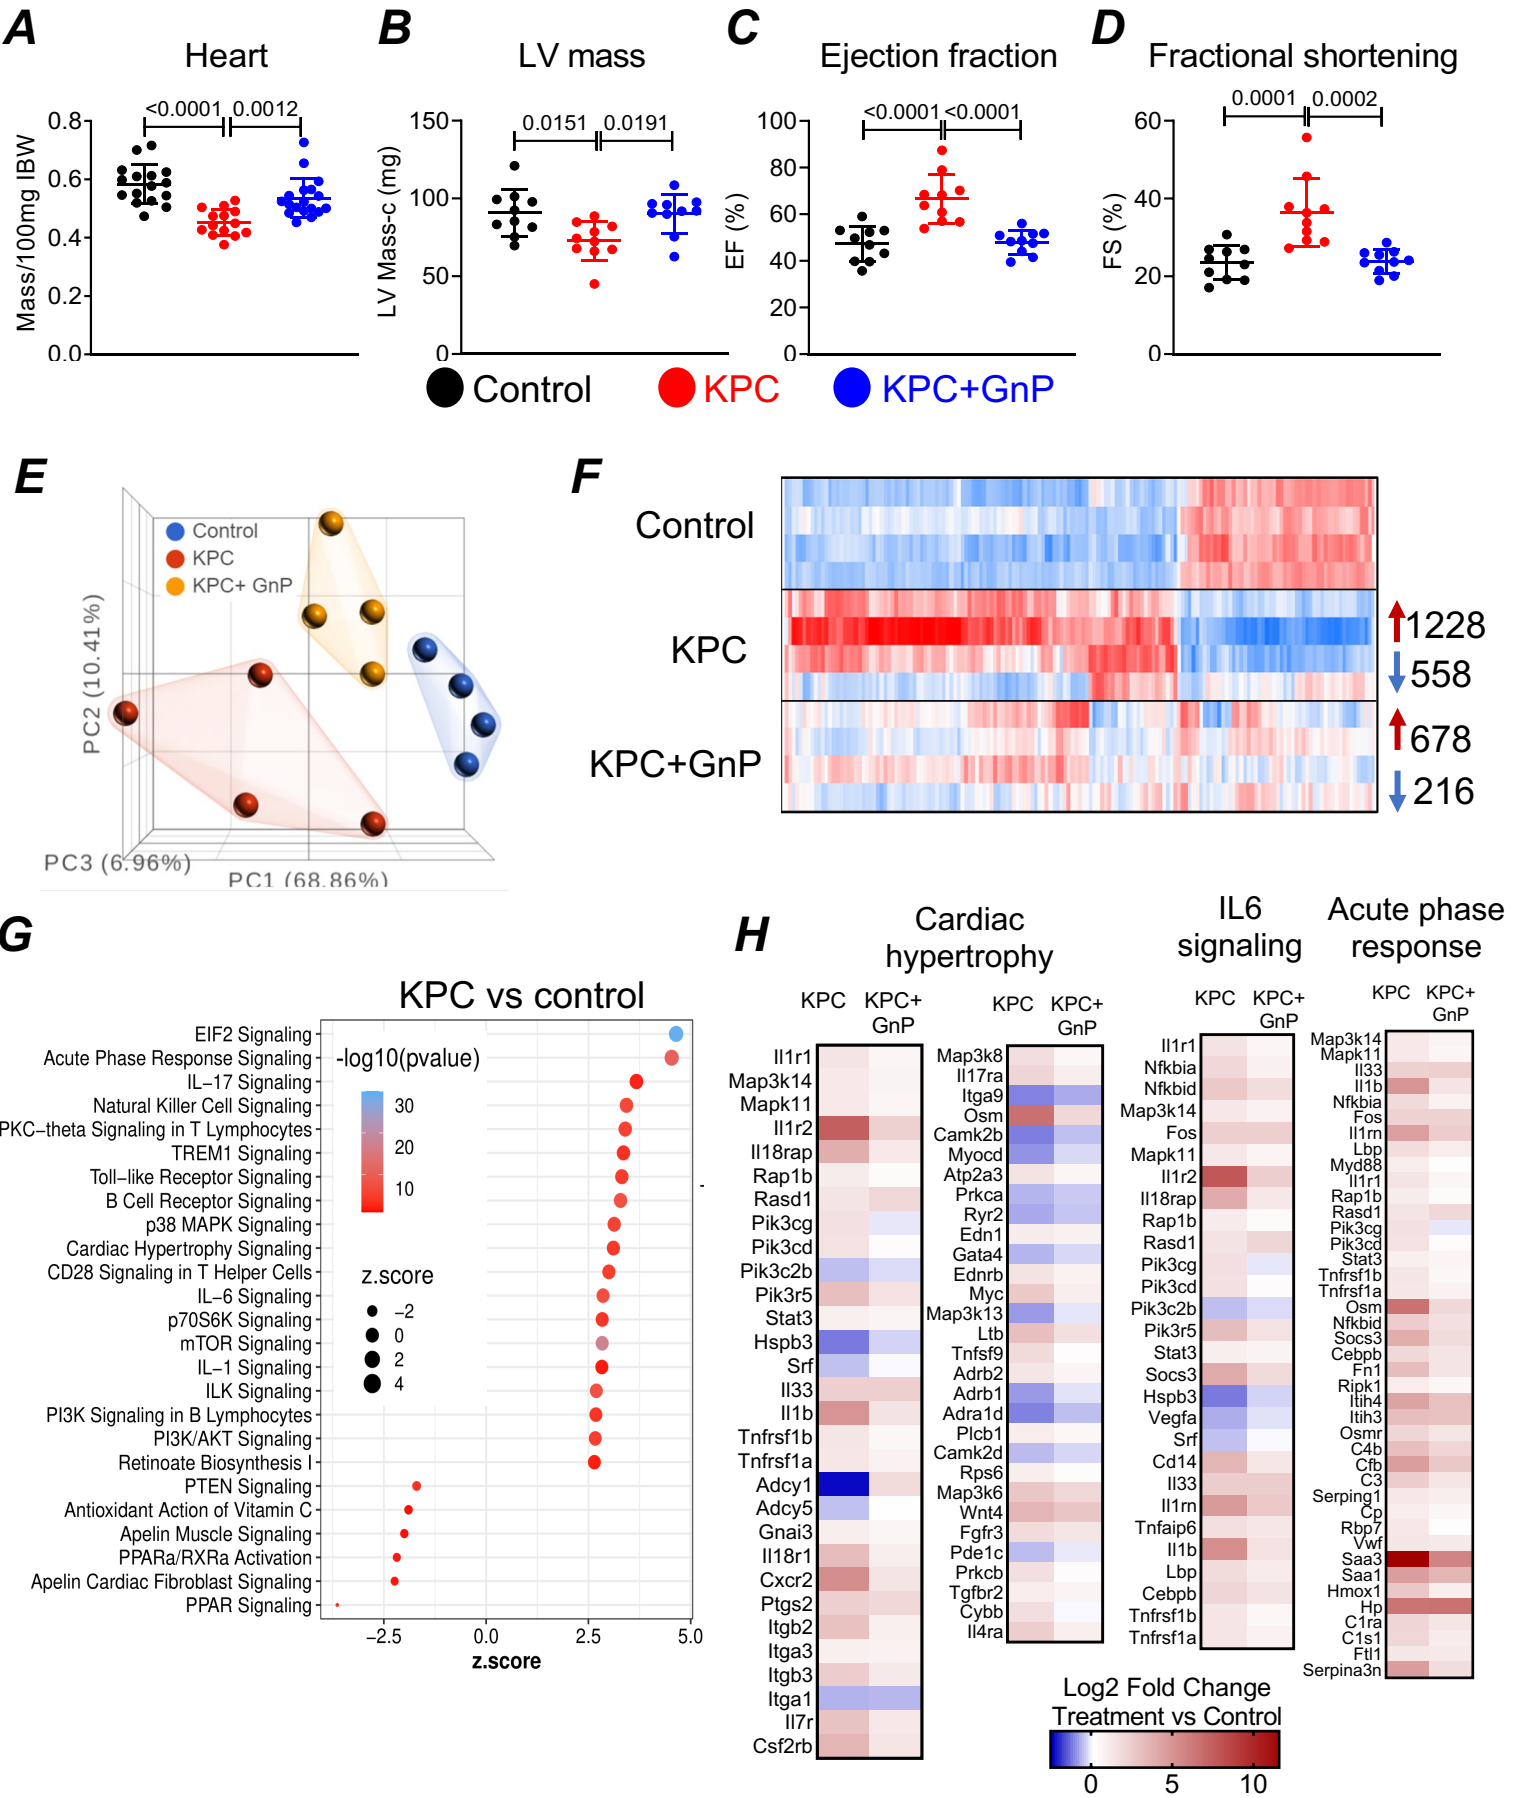 A
Heart
Mass/100mg IBW
0.8
0.6
0.4
0.2
0.0
<0.0001
0.0012
B
LV mass
LV Mass-c (mg)
150
100
50
0
0.0151
0.0191
C
Ejection fraction
EF (%)
100
80
60
40
20
0
<0.0001
<0.0001
D
Fractional shortening
FS (%)
60
40
20
0
0.0001
0.0002
Control
KPC
KPC+GnP
E
Control
KPC
KPC+ GnP
PC2 (10.41%)
PC3 (6.96%)
PC1 (68.86%)
F
Control
KPC
KPC+GnP
1228
558
678
216
G
KPC vs control
EIF2 Signaling
Acute Phase Response Signaling
IL−17 Signaling
Natural Killer Cell Signaling
PKC−theta Signaling in T Lymphocytes
TREM1 Signaling
Toll−like Receptor Signaling
B Cell Receptor Signaling
p38 MAPK Signaling
Cardiac Hypertrophy Signaling
CD28 Signaling in T Helper Cells
IL−6 Signaling
p70S6K Signaling
mTOR Signaling
IL−1 Signaling
ILK Signaling
PI3K Signaling in B Lymphocytes
PI3K/AKT Signaling
Retinoate Biosynthesis I
PTEN Signaling
Antioxidant Action of Vitamin C
Apelin Muscle Signaling
PPARa/RXRa Activation
Apelin Cardiac Fibroblast Signaling
PPAR Signaling
-log10(pvalue)
30
20
10
z.score
−2
0
2
4
−2.5
0.0
2.5
5.0
z.score
H
Cardiac
hypertrophy
KPC
KPC+
GnP
Il1r1
Map3k14
Mapk11
Il1r2
Il18rap
Rap1b
Rasd1
Pik3cg
Pik3cd
Pik3c2b
Pik3r5
Stat3
Hspb3
Srf
Il33
Il1b
Tnfrsf1b
Tnfrsf1a
Adcy1
Adcy5
Gnai3
Il18r1
Cxcr2
Ptgs2
Itgb2
Itga3
Itgb3
Itga1
Il7r
Csf2rb
KPC
KPC+
GnP
Map3k8
Il17ra
Itga9
Osm
Camk2b
Myocd
Atp2a3
Prkca
Ryr2
Edn1
Gata4
Ednrb
Myc
Map3k13
Ltb
Tnfsf9
Adrb2
Adrb1
Adra1d
Plcb1
Camk2d
Rps6
Map3k6
Wnt4
Fgfr3
Pde1c
Prkcb
Tgfbr2
Cybb
Il4ra
IL6
signaling
KPC
KPC+
GnP
Il1r1
Nfkbia
Nfkbid
Map3k14
Fos
Mapk11
Il1r2
Il18rap
Rap1b
Rasd1
Pik3cg
Pik3cd
Pik3c2b
Pik3r5
Stat3
Socs3
Hspb3
Vegfa
Srf
Cd14
Il33
Il1rn
Tnfaip6
Il1b
Lbp
Cebpb
Tnfrsf1b
Tnfrsf1a
Acute phase
response
KPC
KPC+
GnP
Map3k14
Mapk11
Il33
Il1b
Nfkbia
Fos
Il1rn
Lbp
Myd88
Il1r1
Rap1b
Rasd1
Pik3cg
Pik3cd
Stat3
Tnfrsf1b
Tnfrsf1a
Osm
Nfkbid
Socs3
Cebpb
Fn1
Ripk1
Itih4
Itih3
Osmr
C4b
Cfb
C3
Serping1
Cp
Rbp7
Vwf
Saa3
Saa1
Hmox1
Hp
C1ra
C1s1
Ftl1
Serpina3n
Log2 Fold Change
Treatment vs Control
0
5
10